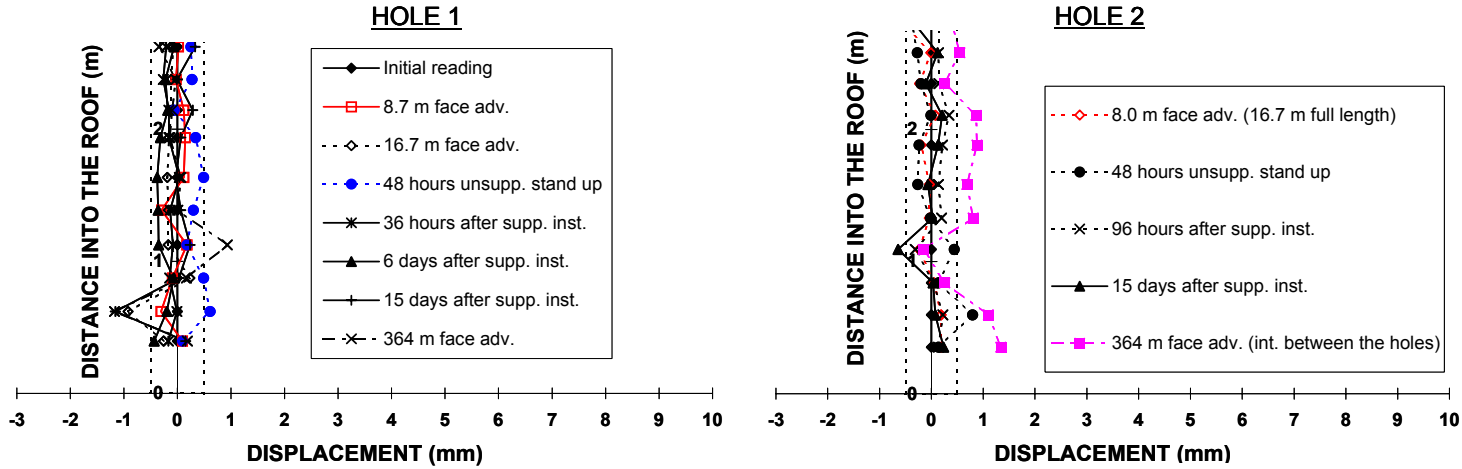 HOLE 1
DISTANCE INTO THE ROOF (m)
2
1
0
Initial reading
8.7 m face adv.
16.7 m face adv.
48 hours unsupp. stand up
36 hours after supp. inst.
6 days after supp. inst.
15 days after supp. inst.
364 m face adv.
-3 -2 -1 0 1 2 3 4 5 6 7 8 9 10
DISPLACEMENT (mm)
HOLE 2
DISTANCE INTO THE ROOF (m)
2
1
0
8.0 m face adv. (16.7 m full length)
48 hours unsupp. stand up
96 hours after supp. inst.
15 days after supp. inst.
364 m face adv. (int. between the holes)
-3 -2 -1 0 1 2 3 4 5 6 7 8 9 10
DISPLACEMENT (mm)